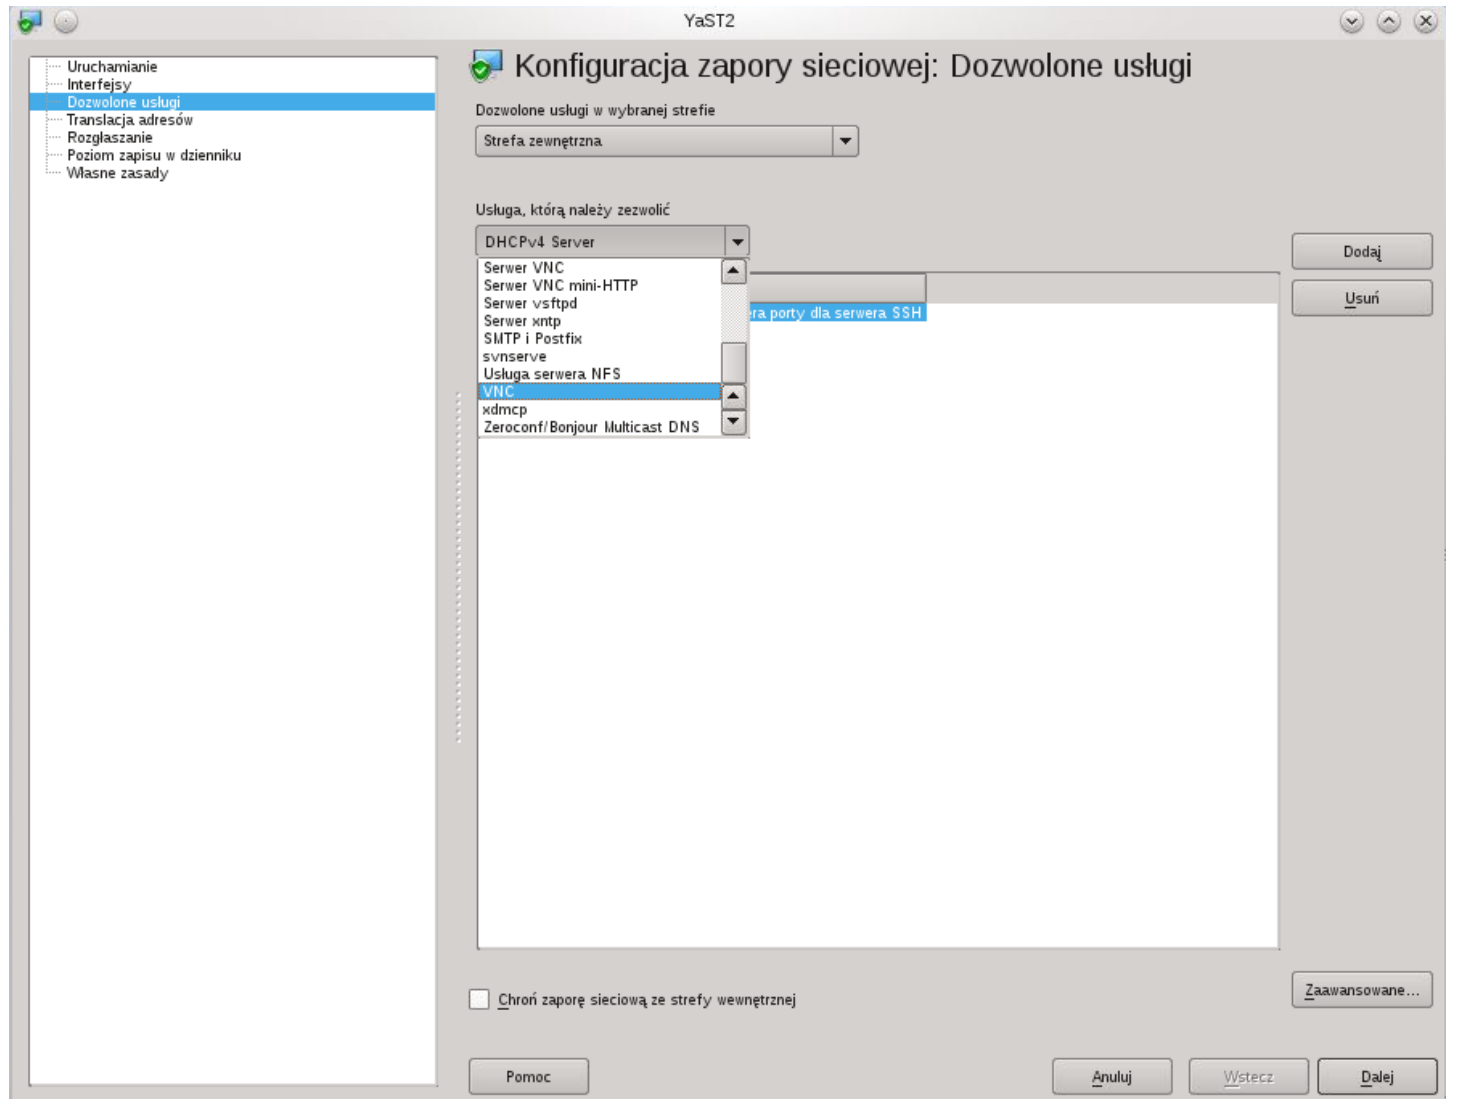 YaST2
Uruchamianie
Interfejsy
Dozwolone usługi
Translacja adresów
Rozgłaszanie
Poziom zapisu w dzienniku
Własne zasady
Konfiguracja zapory sieciowej: Dozwolone usługi
Dozwolone usługi w wybranej strefie
Strefa zewnętrzna
Usługa, którą należy zezwolić
DHCPv4 Server
Serwer VNC
Serwer VNC mini-HTTP
Serwer vsftpd
Serwer xntp
SMTP i Postfix
svnserve
Usługa serwera NFS
VNC
xdmcp
Zeroconf/Bonjour Multicast DNS
porty dla serwera SSH
Dodaj
Usuń
Chroń zaporę sieciową ze strefy wewnętrznej
Zaawansowane...
Pomoc
Anuluj
Wstecz
Dalej